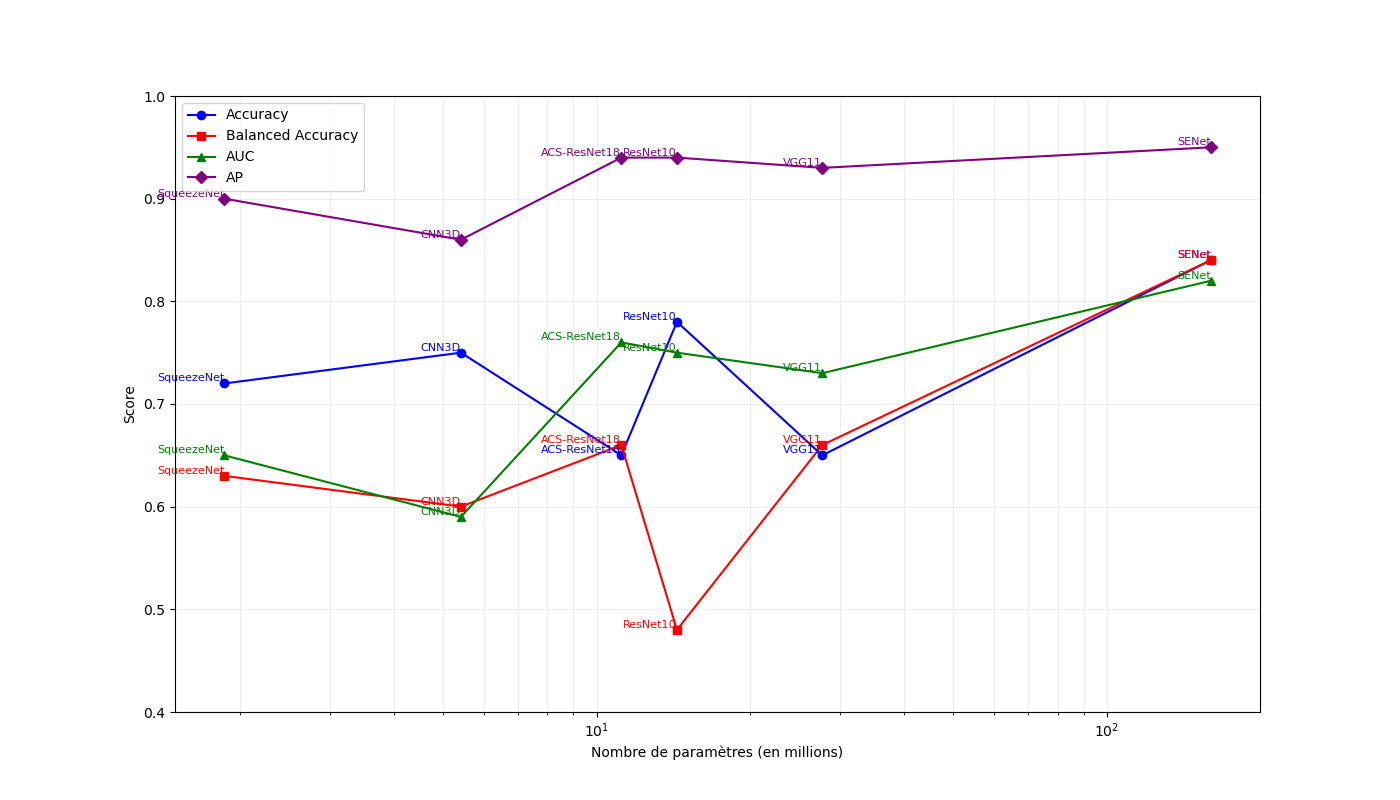 1.0
0.9
0.8
0.7
0.6
0.5
0.4
Score
Accuracy
Balanced Accuracy
AUC
AP
SqueezeNet
CNN3D
ACS-ResNet18
ResNet10
VGG11
SENet
SENet
SENet
SqueezeNet
CNN3D
ACS-ResNet18
ResNet10
ResNet10
VGG11
SqueezeNet
SqueezeNet
CNN3D
CNN3D
ACS-ResNet18
ACS-ResNet18
VGG11
VGG11
ResNet10
10¹
10²
Nombre de paramètres (en millions)